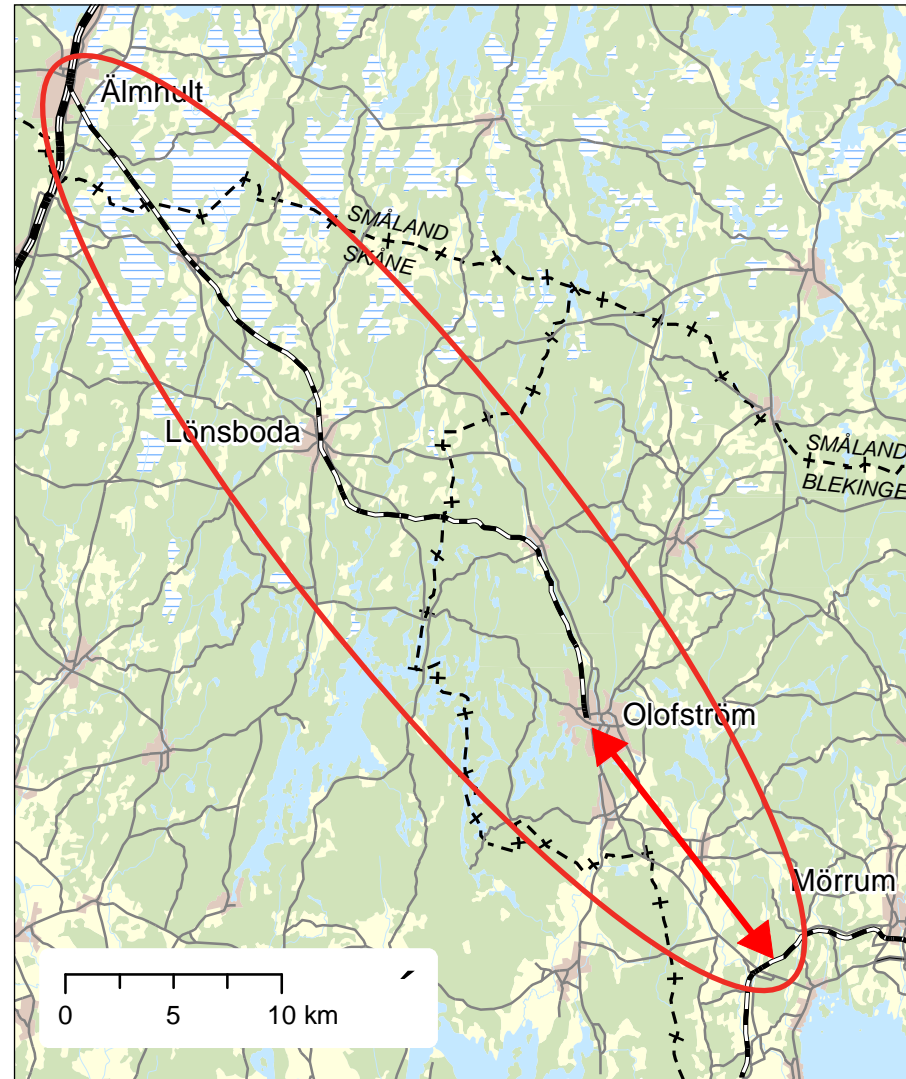 Älmhult
SMÅLAND
SKÅNE
Lönsboda
SMÅLAND
BLEKINGE
Olofström
Mörrum
0 5 10 km